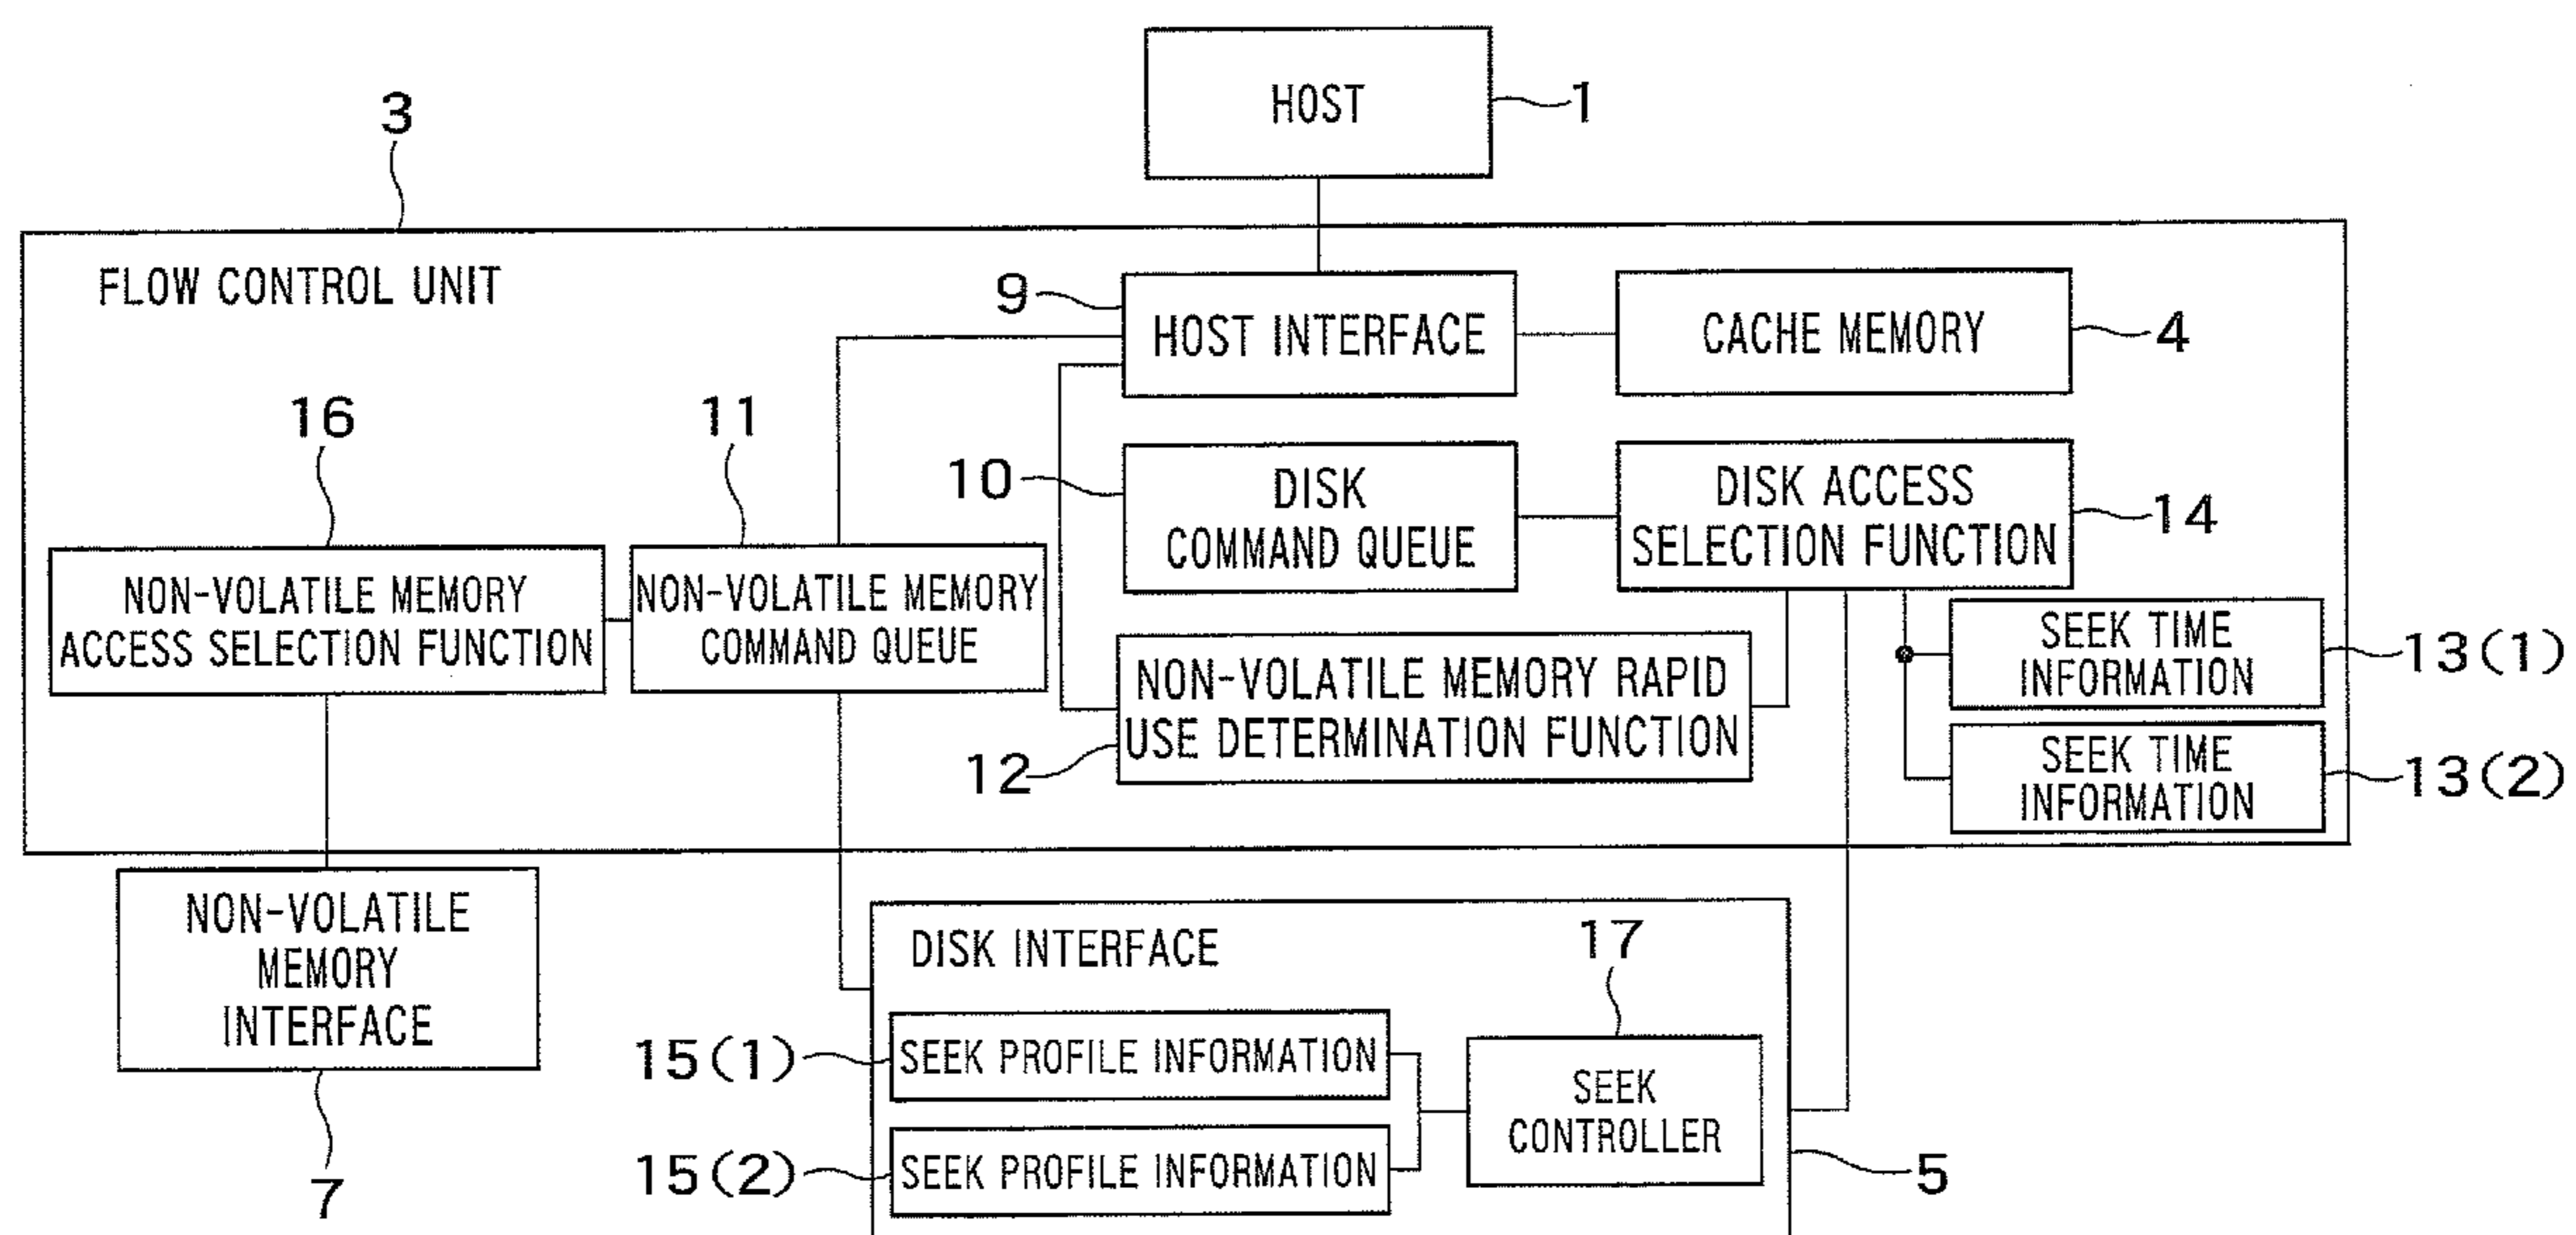 HOST
1
3
FLOW CONTROL UNIT
9
HOST INTERFACE
CACHE MEMORY
4
16
11
10
DISK
COMMAND QUEUE
DISK ACCESS
SELECTION FUNCTION
14
NON-VOLATILE MEMORY
ACCESS SELECTION FUNCTION
NON-VOLATILE MEMORY
COMMAND QUEUE
SEEK TIME
INFORMATION
13(1)
NON-VOLATILE MEMORY RAPID
USE DETERMINATION FUNCTION
12
SEEK TIME
INFORMATION
13(2)
NON-VOLATILE
MEMORY
INTERFACE
7
DISK INTERFACE
17
15(1)
SEEK PROFILE INFORMATION
SEEK
CONTROLLER
15(2)
SEEK PROFILE INFORMATION
5